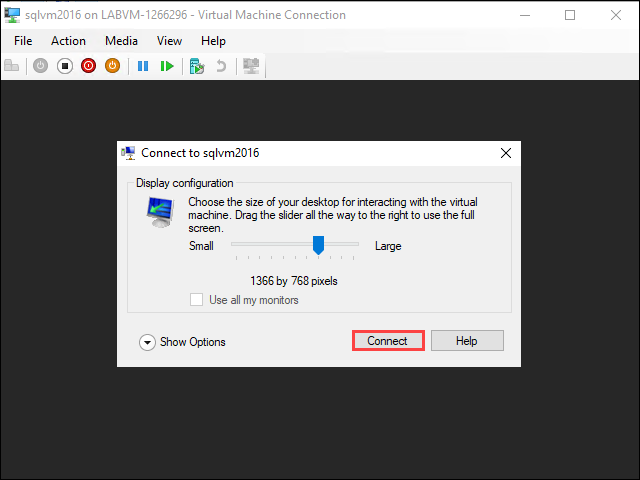 sqlvm2016 on LABVM-1266296 - Virtual Machine Connection
File Action Media View Help
Connect to sqlvm2016
Display configuration
Choose the size of your desktop for interacting with the virtual
machine. Drag the slider all the way to the right to use the full
screen.
Small Large
1366 by 768 pixels
Use all my monitors
Show Options Connect Help